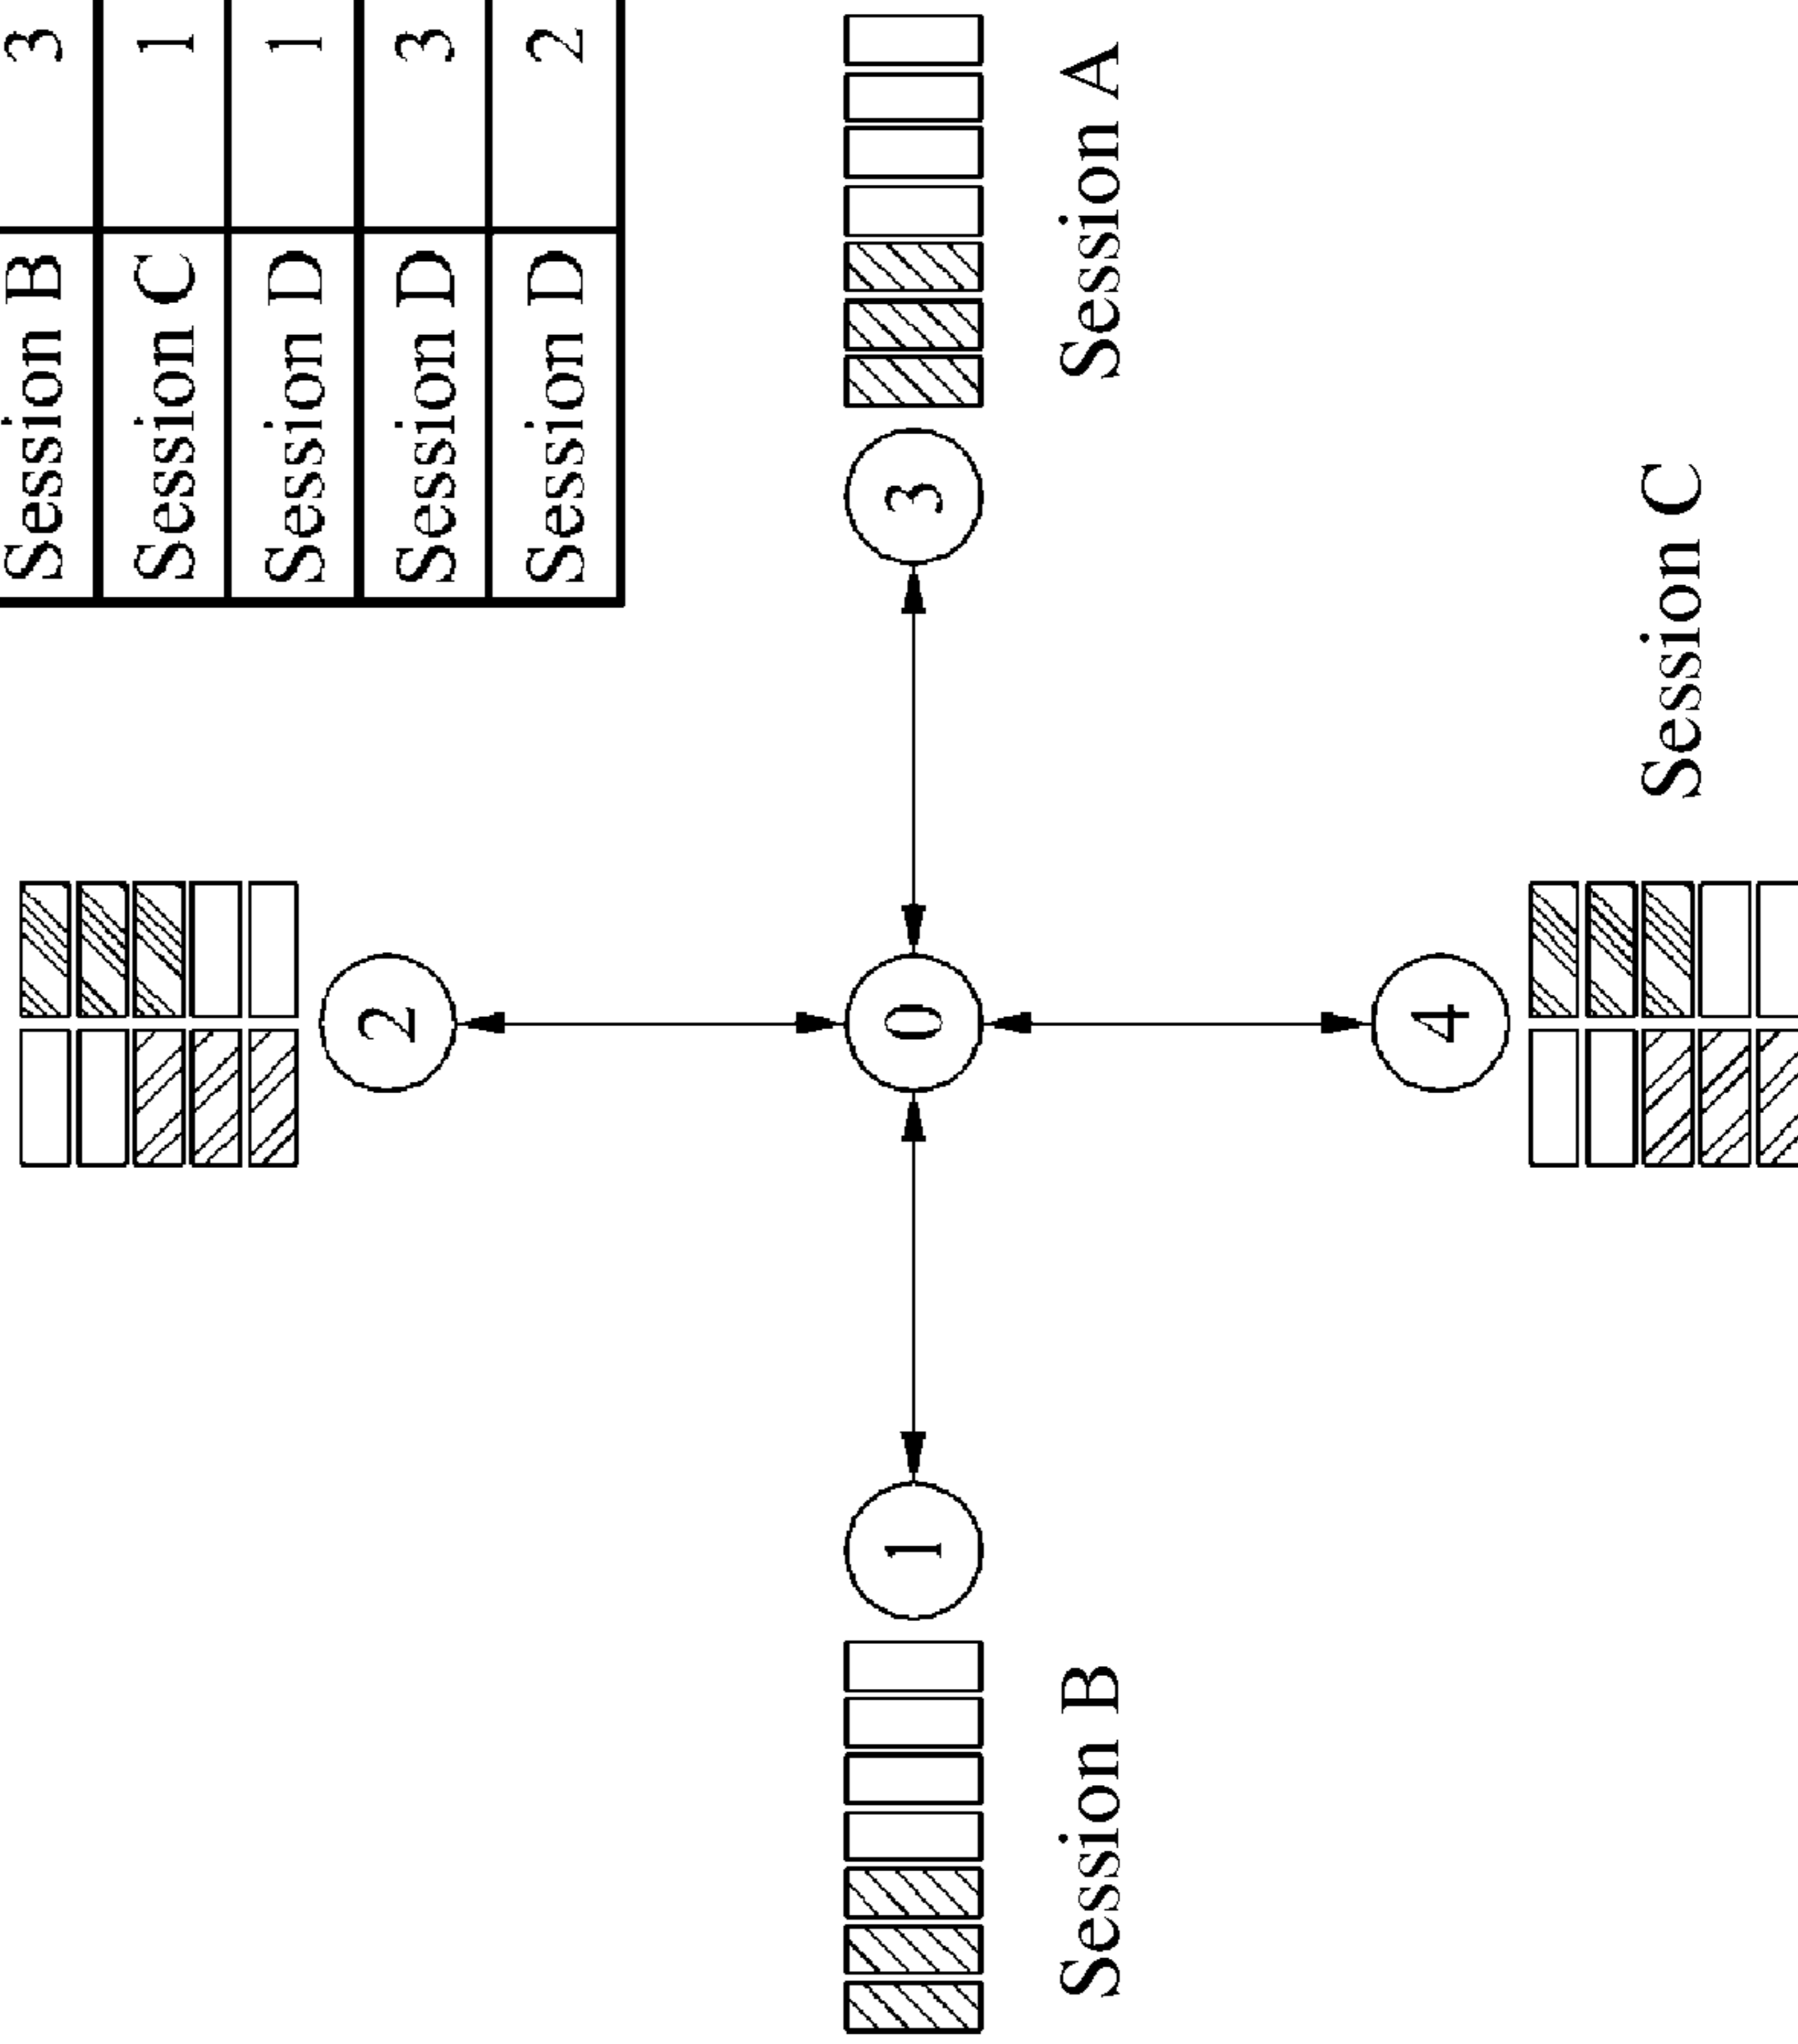 Session B 3
Session C 1
Session D 1
Session D 3
Session D 2
3
Session A
2
0
4
Session C
1
Session B